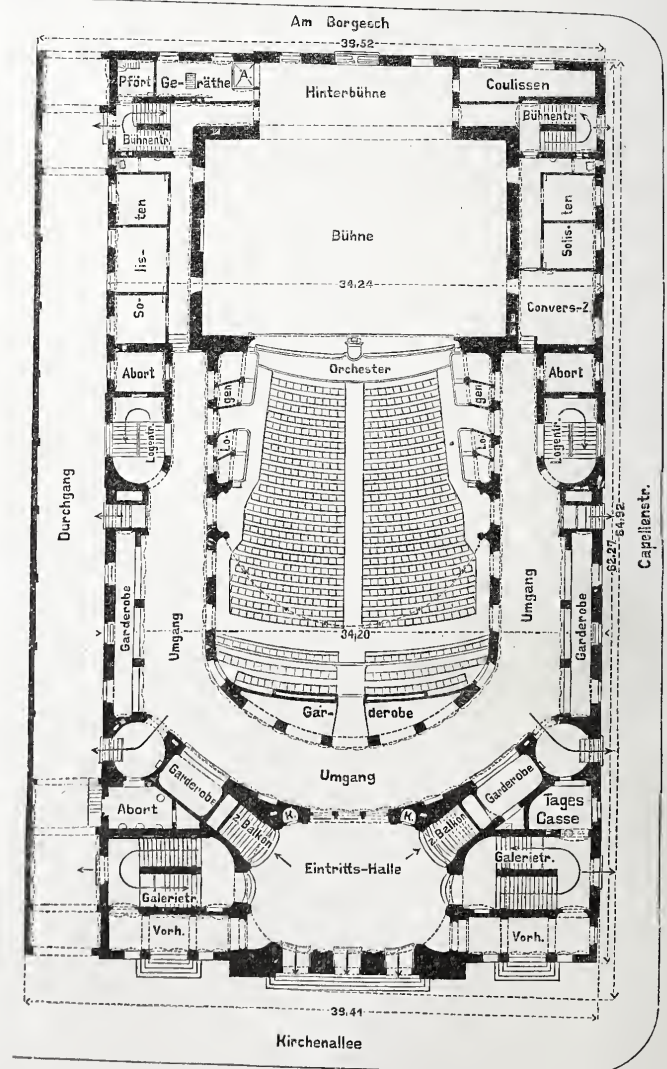 Am Borgesch
39,52
Pfört
Ge-räthe
A.
Hinterbühne
Coulissen
Bühnentr.
Bühnentr.
Bühne
So-lis-ten
Solis-ten
34,24
Convers.-Z.
Orchester
Abort
Abort
Lo-gen
Lo-gen
Logentr.
Logentr.
Durchgang
Capellenstr.
62,27
64,92
Garderobe
Umgang
Umgang
Garderobe
34,20
Gar-derobe
Umgang
Garderobe
Garderobe
Abort
Tages
Casse
K.
K.
2. Balkon
2. Balkon
Eintritts-Halle
Galerietr.
Galerietr.
Vorh.
Vorh.
39,41
Kirchenallee